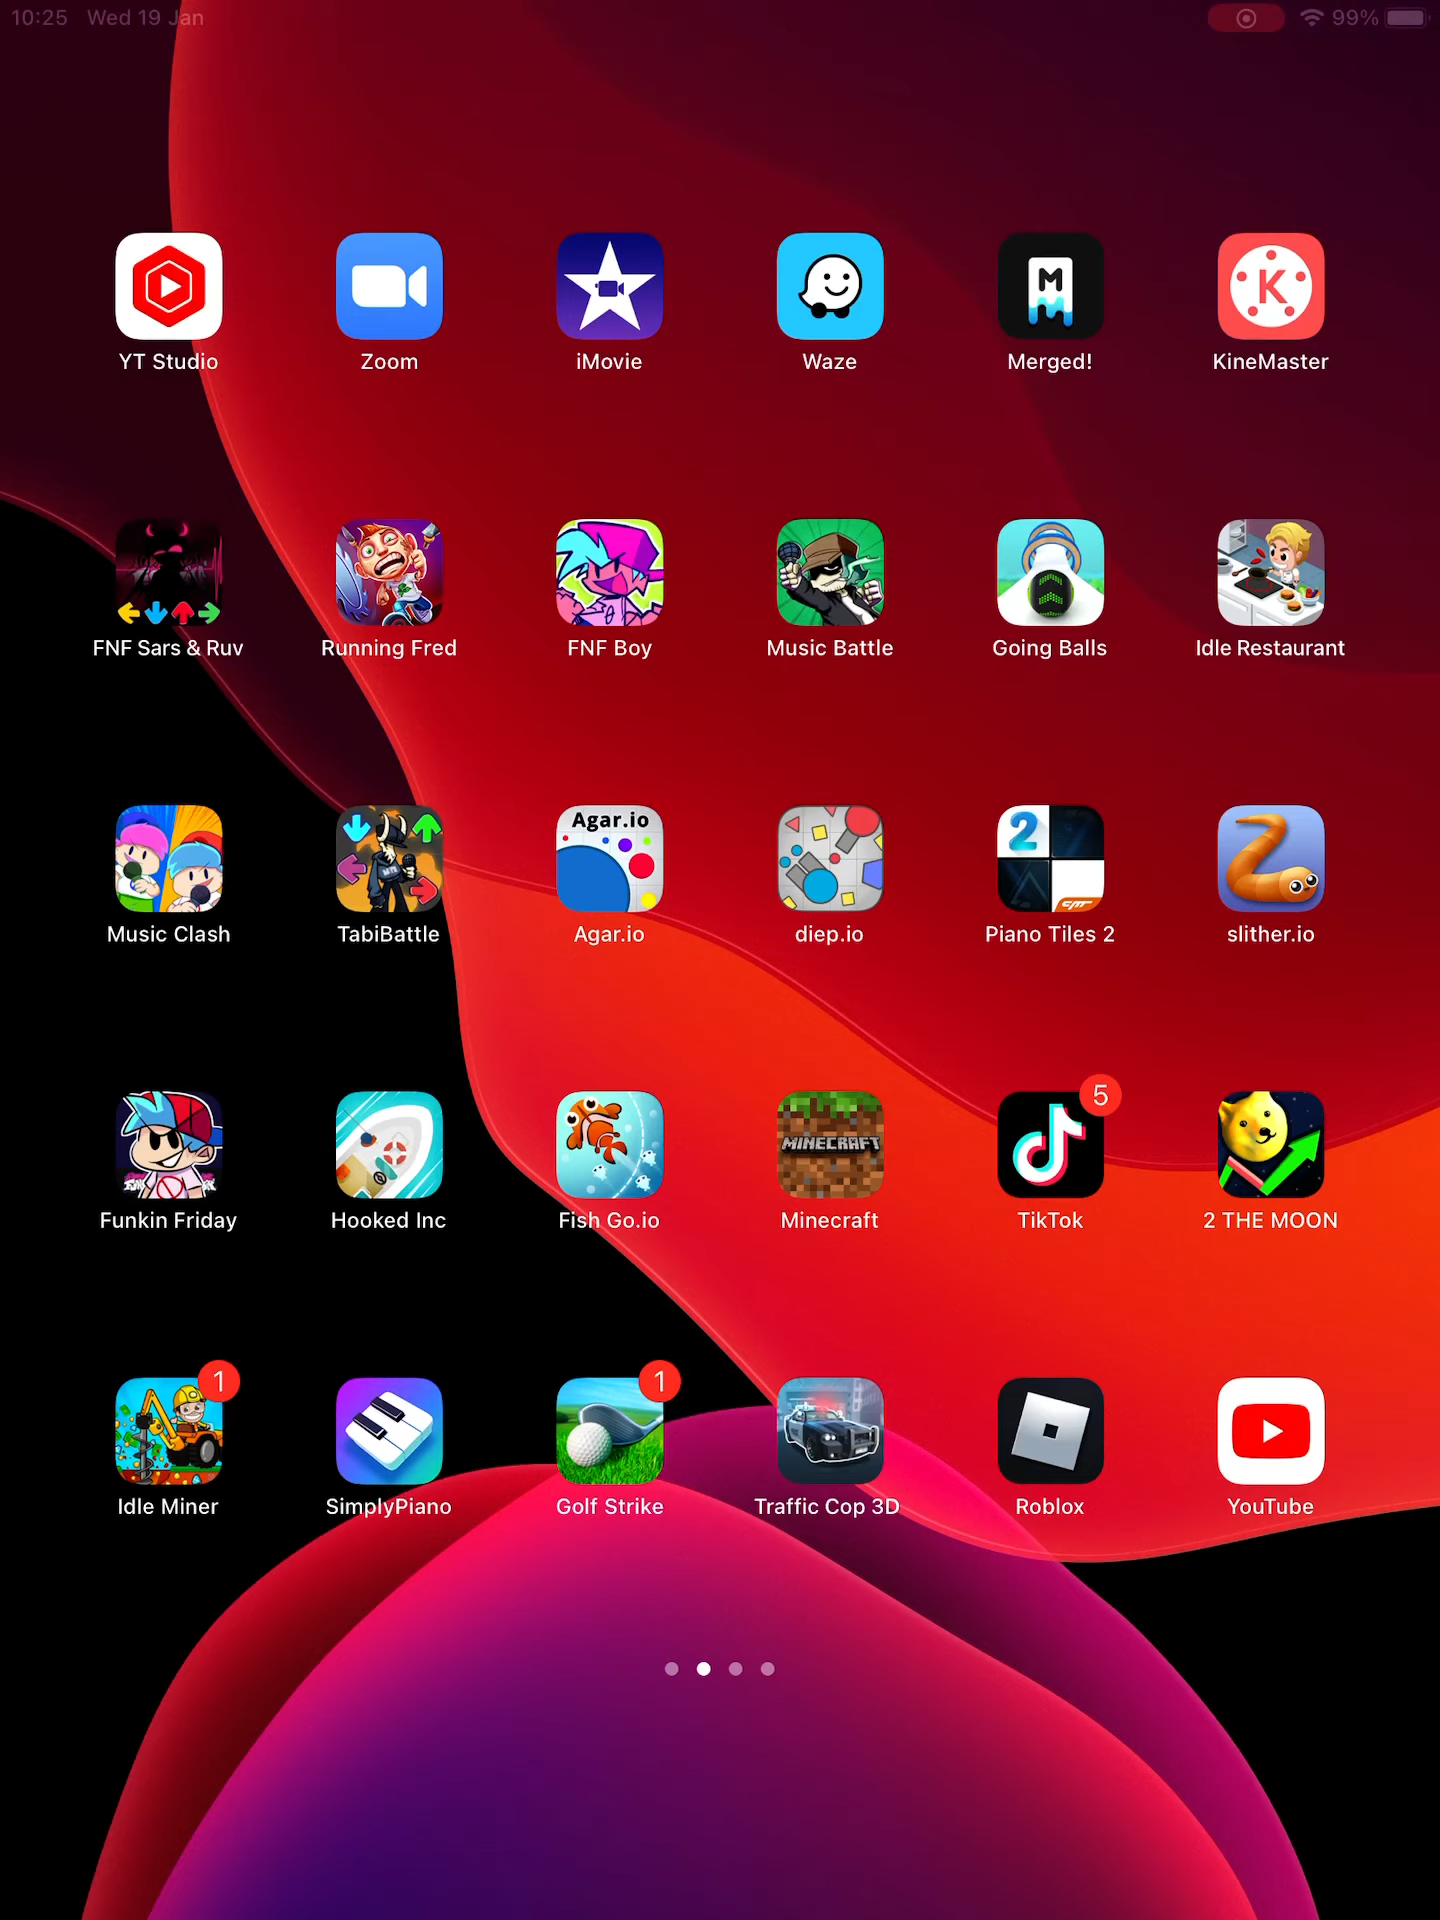 10:25 Wed 19 Jan 99%
YT Studio Zoom iMovie Waze Merged! KineMaster
FNF Sars & Ruv Running Fred FNF Boy Music Battle Going Balls Idle Restaurant
Agar.io 2
Music Clash TabiBattle Agar.io diep.io Piano Tiles 2 slither.io
5
MINECRAFT
Funkin Friday Hooked Inc Fish Go.io Minecraft TikTok 2 THE MOON
1 1
Idle Miner SimplyPiano Golf Strike Traffic Cop 3D Roblox YouTube